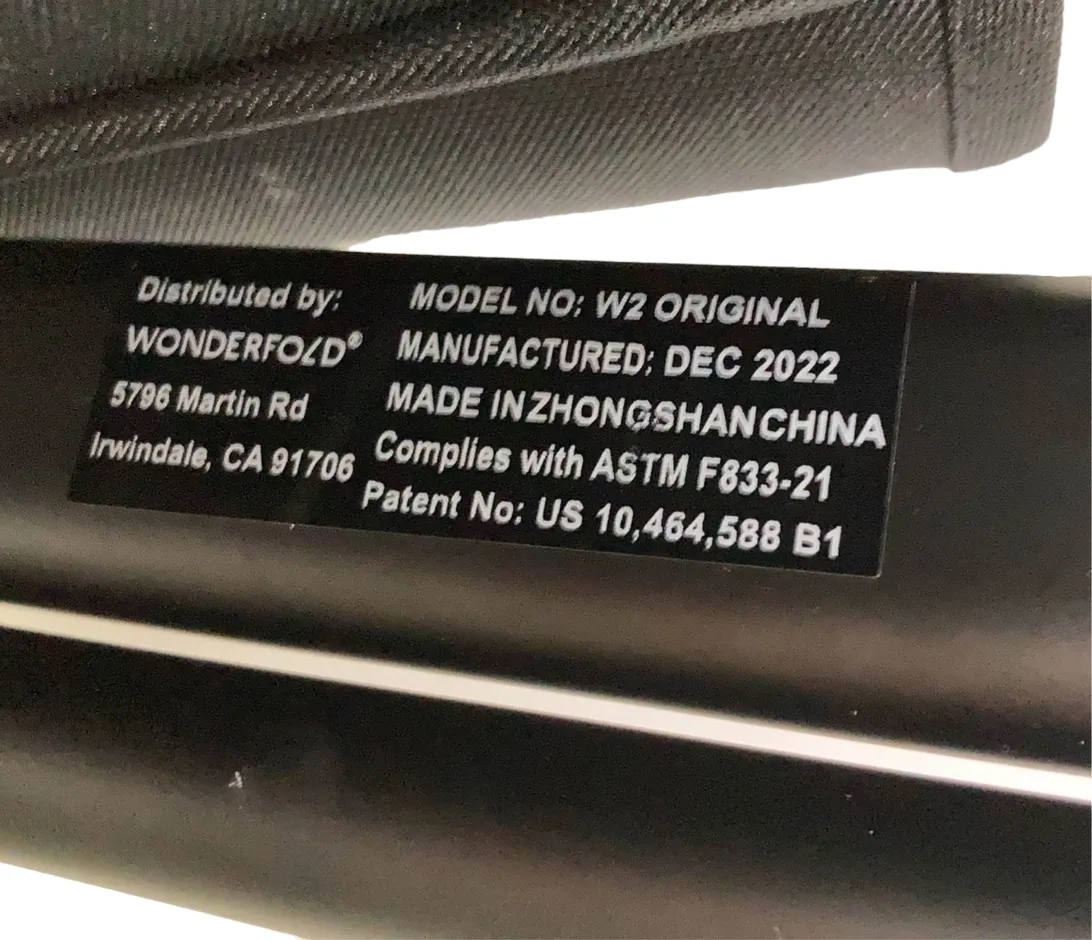 Distributed by:
WONDERFOLD®
5796 Martin Rd
Irwindale, CA 91706
MODEL NO: W2 ORIGINAL
MANUFACTURED: DEC 2022
MADE IN ZHONGSHAN CHINA
Complies with ASTM F833-21
Patent No: US 10,464,588 B1